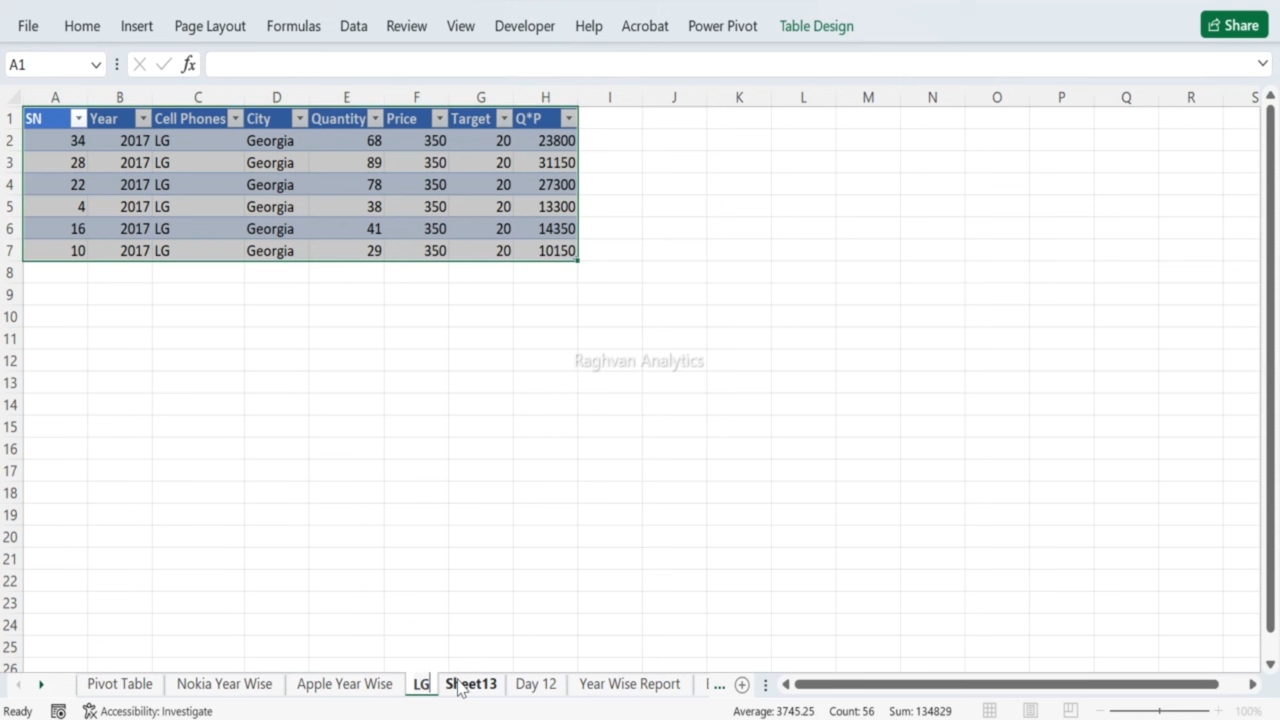 File Home Insert Page Layout Formulas Data Review View Developer Help Acrobat Power Pivot Table Design Share
A1 fx
A B C D E F G H I J K L M N O P Q R S
1 SN Year Cell Phones City Quantity Price Target Q*P
2 34 2017 LG Georgia 68 350 20 23800
3 28 2017 LG Georgia 89 350 20 31150
4 22 2017 LG Georgia 78 350 20 27300
5 4 2017 LG Georgia 38 350 20 13300
6 16 2017 LG Georgia 41 350 20 14350
7 10 2017 LG Georgia 29 350 20 10150
8
9
10
11
12 Raghvan Analytics
13
14
15
16
17
18
19
20
21
22
23
24
25
26
Pivot Table Nokia Year Wise Apple Year Wise LG Sheet13 Day 12 Year Wise Report ...
Ready Accessibility: Investigate Average: 3745.25 Count: 56 Sum: 134829 100%